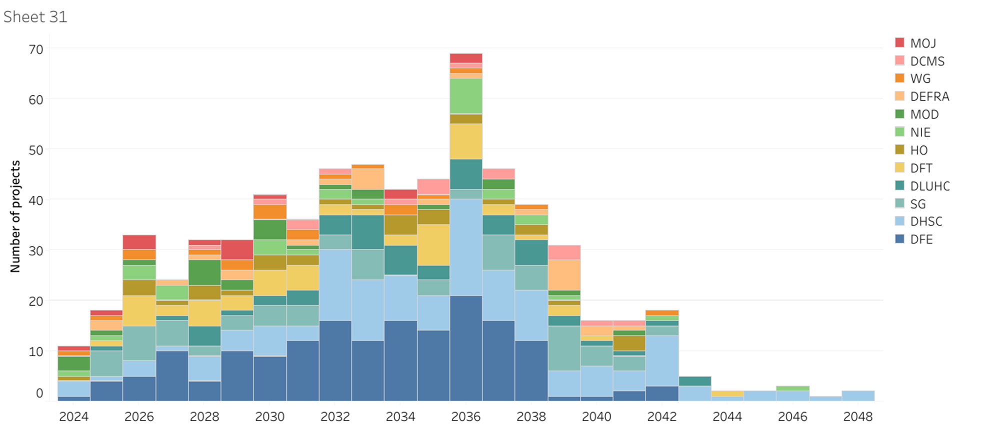 Sheet 31
Number of projects
70
60
50
40
30
20
10
0
2024 2026 2028 2030 2032 2034 2036 2038 2040 2042 2044 2046 2048
MOJ
DCMS
WG
DEFRA
MOD
NIE
HO
DFT
DLUHC
SG
DHSC
DFE